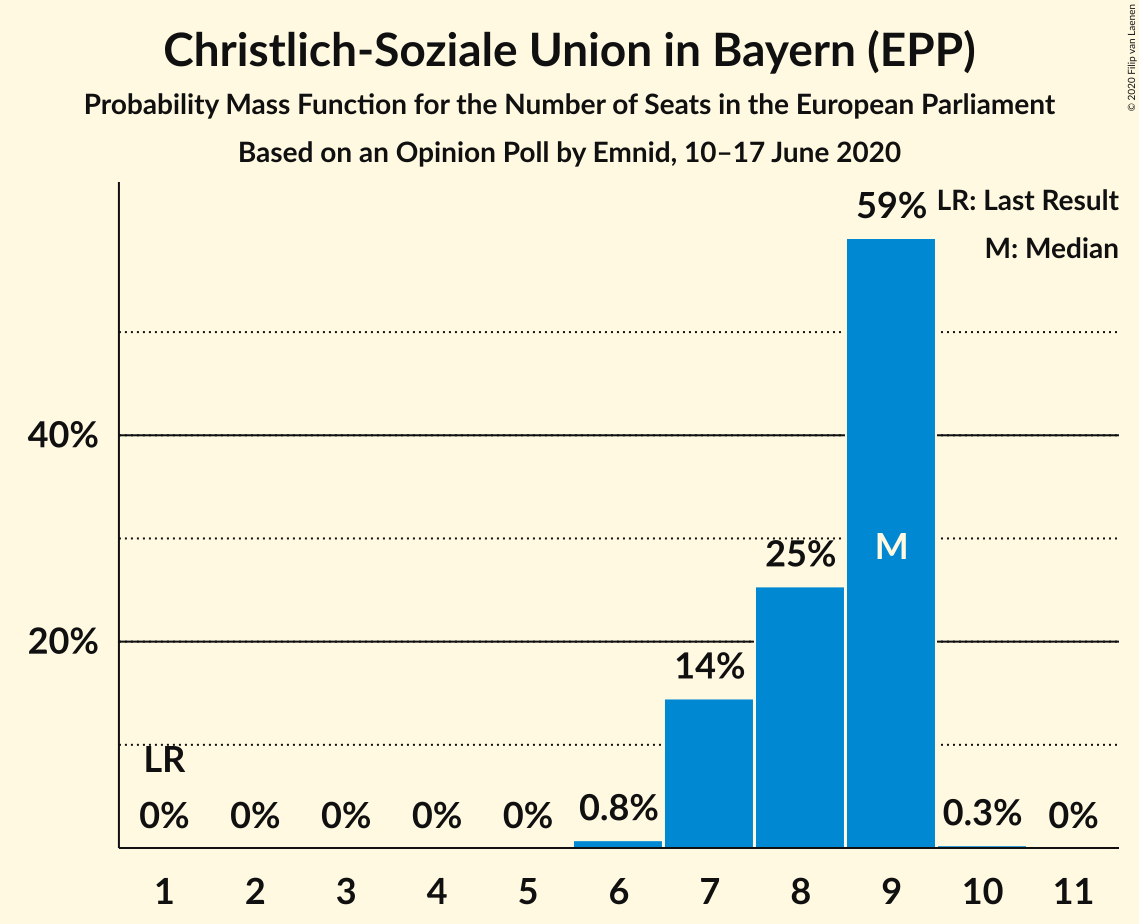 Christlich-Soziale Union in Bayern (EPP)
Probability Mass Function for the Number of Seats in the European Parliament
Based on an Opinion Poll by Emnid, 10–17 June 2020
© 2020 Filip van Laenen
59%
LR: Last Result
M: Median
40%
M
25%
20%
14%
LR
0%
0%
0%
0%
0%
0.8%
0.3%
0%
1 2 3 4 5 6 7 8 9 10 11